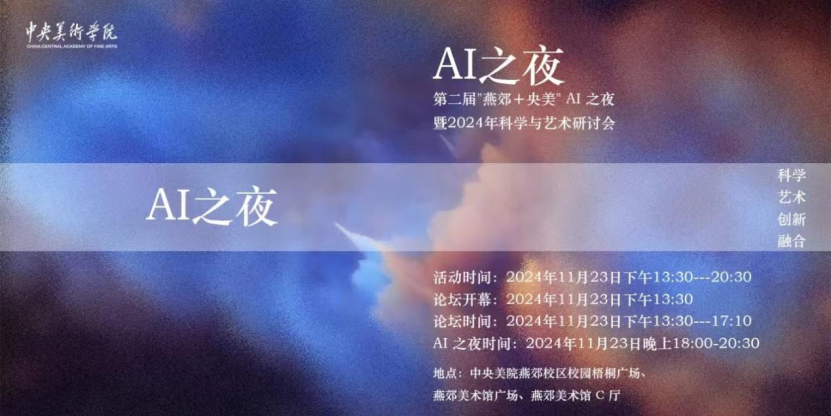 中央美術学院
CHINA CENTRAL ACADEMY OF FINE ARTS
AI之夜
第二届"燕郊＋央美" AI 之夜
暨2024年科学与艺术研讨会
AI之夜
科学
艺术
创新
融合
活动时间：2024年11月23日下午13:30---20:30
论坛开幕：2024年11月23日下午13:30
论坛时间：2024年11月23日下午13:30---17:10
AI 之夜时间：2024年11月23日晚上18:00-20:30
地点：中央美院燕郊校区校园梧桐广场、
燕郊美术馆广场、燕郊美术馆 C 厅